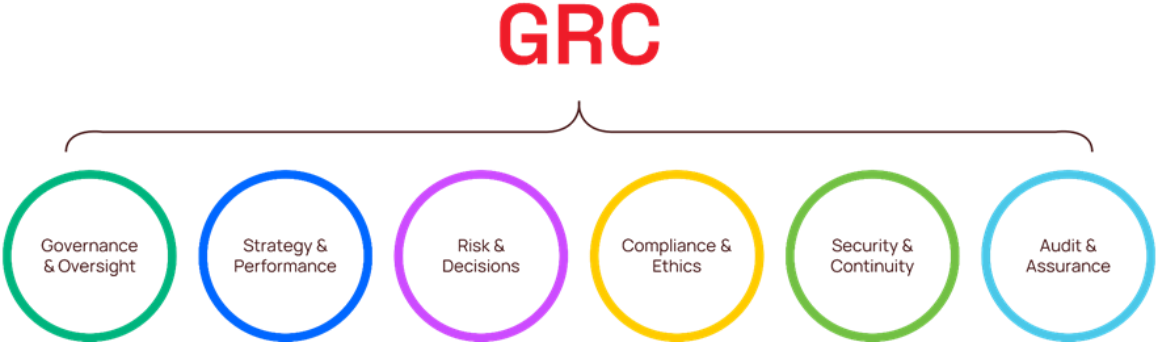 GRC
Governance
& Oversight
Strategy &
Performance
Risk &
Decisions
Compliance &
Ethics
Security &
Continuity
Audit &
Assurance